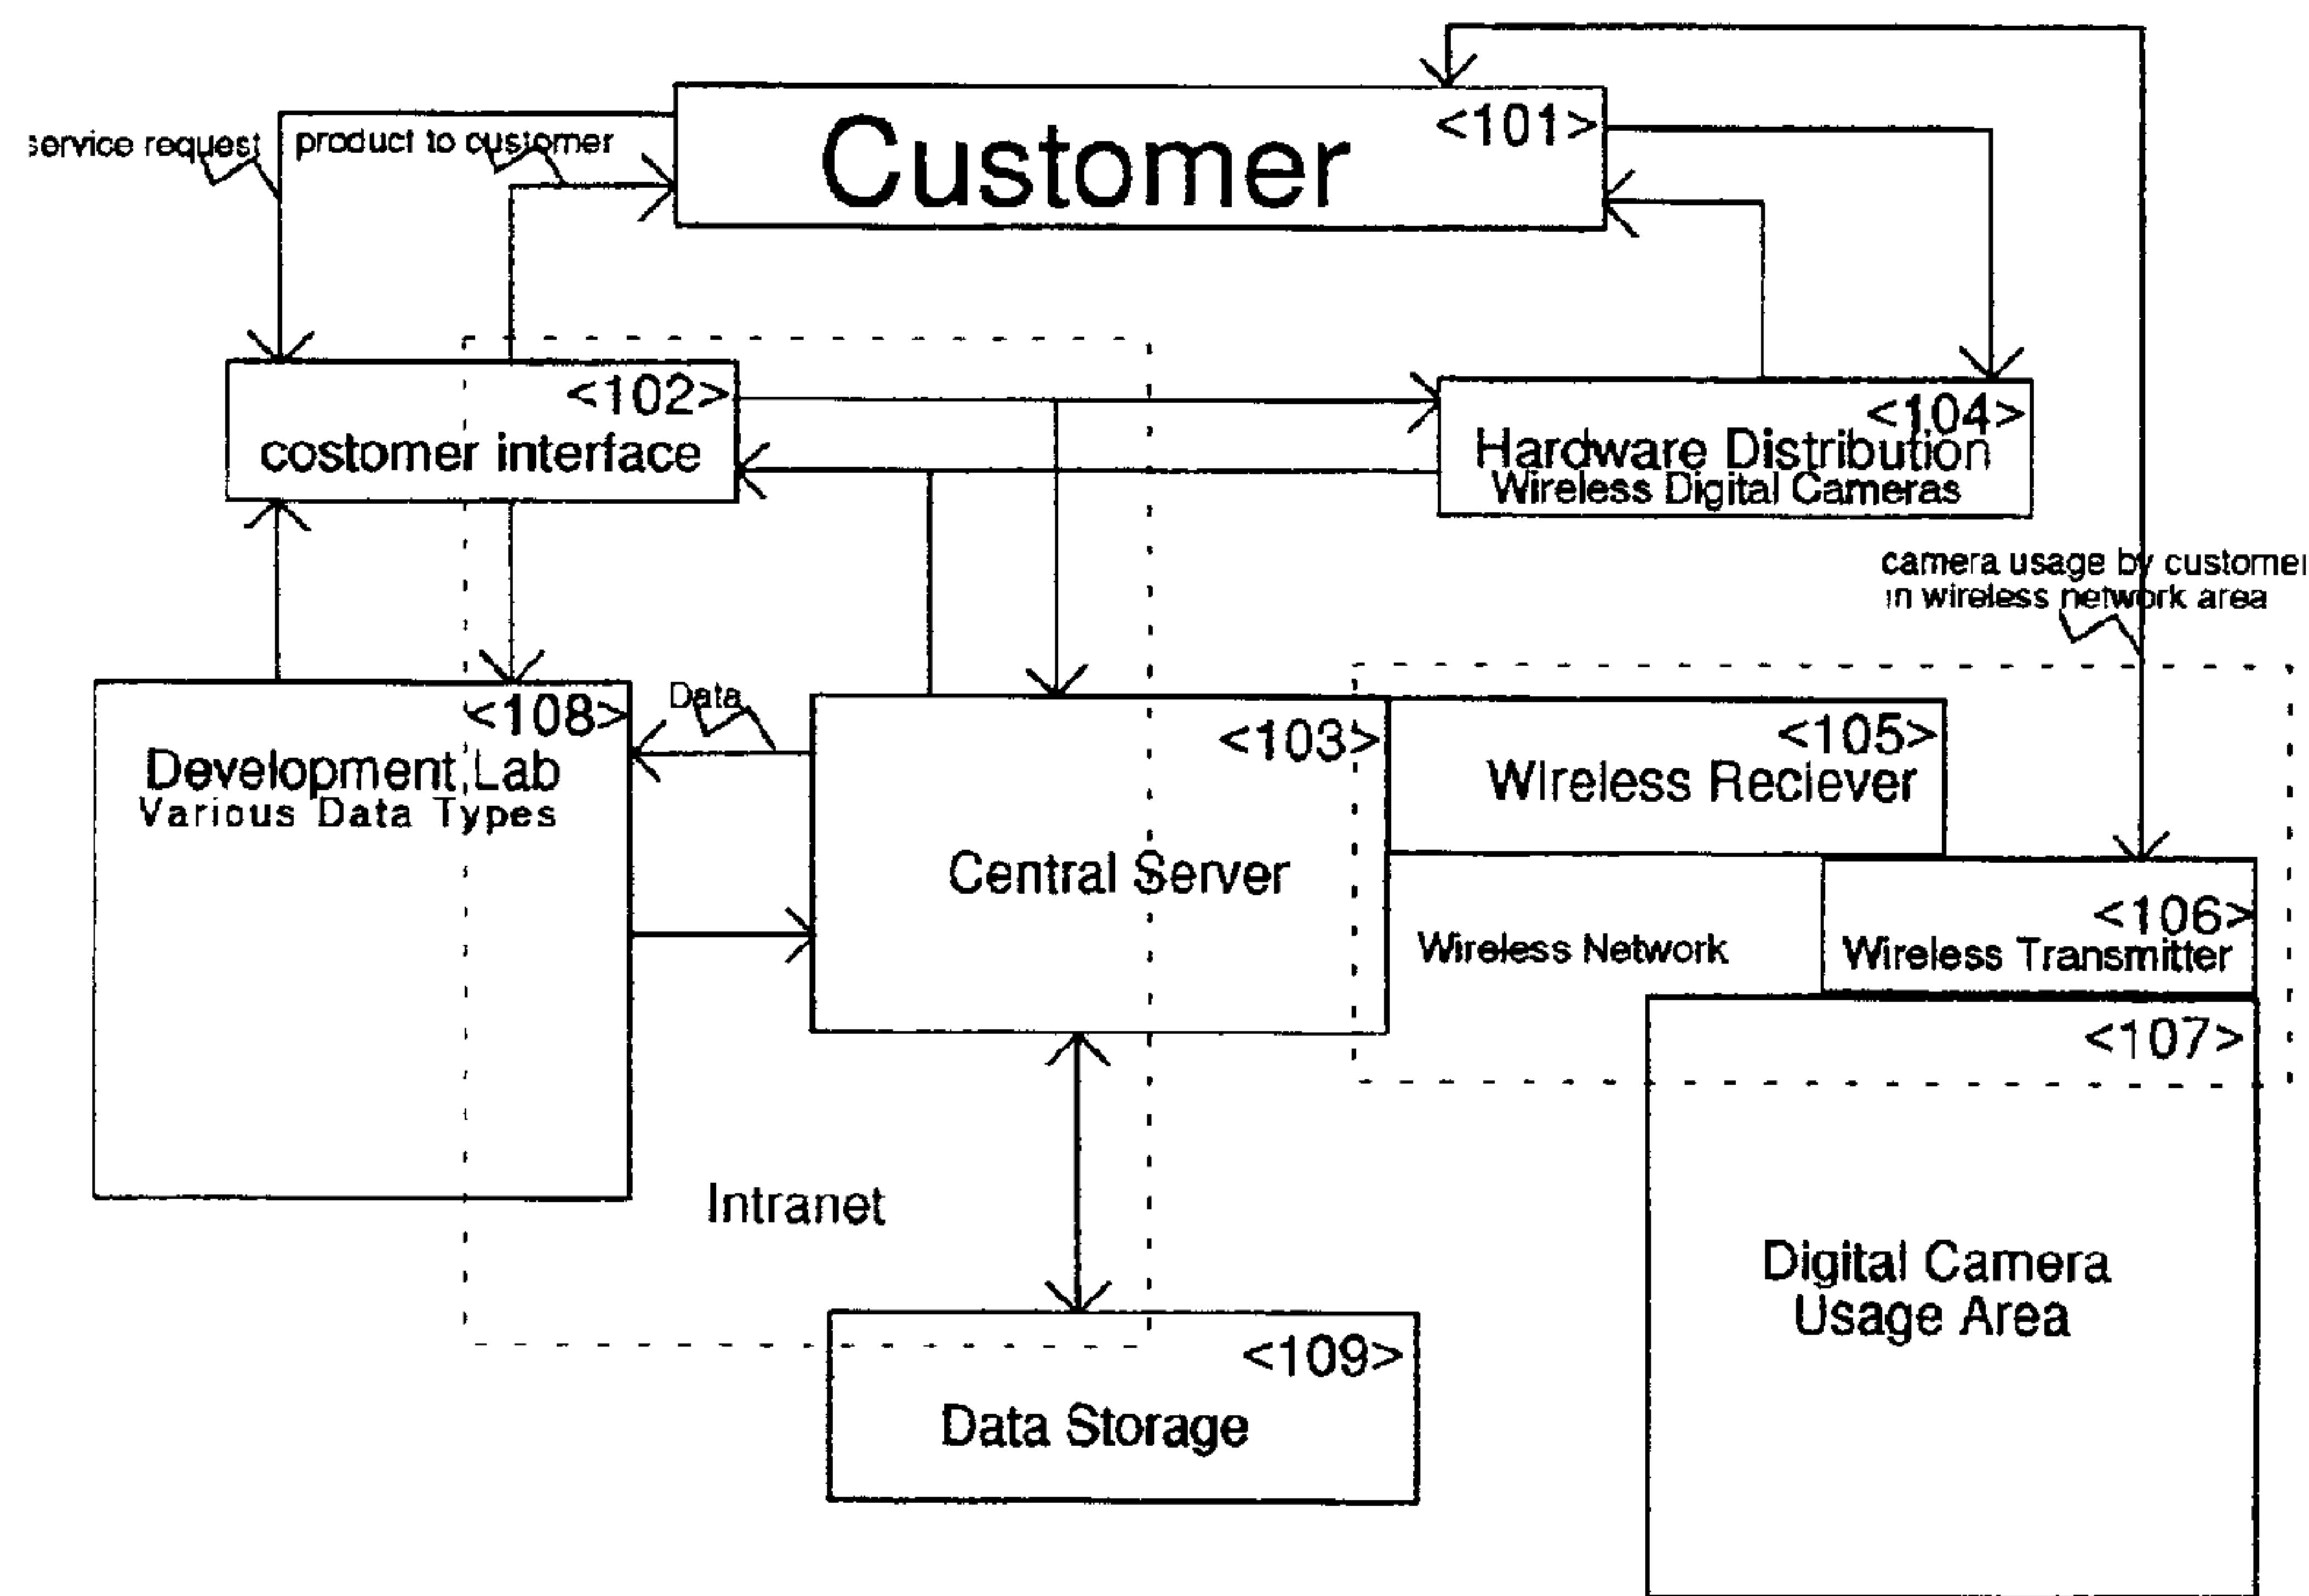 service request
product to customer
<101>
Customer
<102>
costomer interface
<104>
Hardware Distribution
Wireless Digital Cameras
camera usage by customer
in wireless network area
<108>
Development Lab
Various Data Types
Data
<103>
Central Server
<105>
WIreless Reciever
Wireless Network
<106>
Wireless Transmitter
<107>
Digital Camera
Usage Area
Intranet
<109>
Data Storage